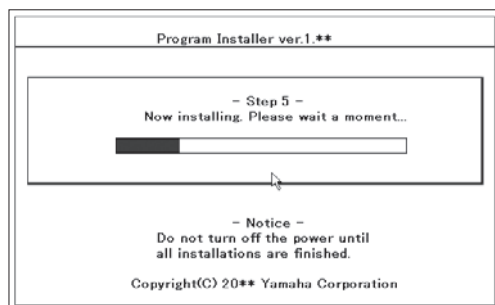 Program Installer ver.1.**
- Step 5 -
Now installing. Please wait a moment...
- Notice -
Do not turn off the power until
all installations are finished.
Copyright(C) 20** Yamaha Corporation